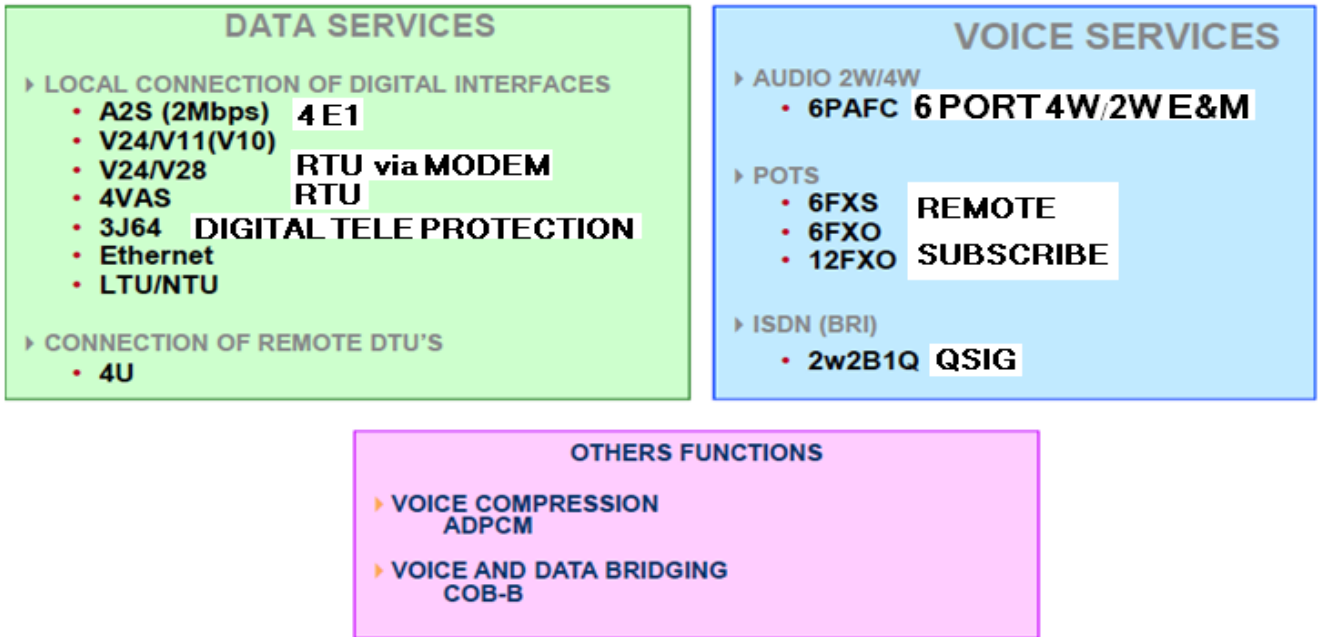 DATA SERVICES
▸ LOCAL CONNECTION OF DIGITAL INTERFACES
• A2S (2Mbps) 4 E1
• V24/V11(V10)
• V24/V28 RTU via MODEM
• 4VAS RTU
• 3J64 DIGITAL TELE PROTECTION
• Ethernet
• LTU/NTU
▸ CONNECTION OF REMOTE DTU'S
• 4U
VOICE SERVICES
▸ AUDIO 2W/4W
• 6PAFC 6 PORT 4W/2W E&M
▸ POTS
• 6FXS REMOTE
• 6FXO
• 12FXO SUBSCRIBE
▸ ISDN (BRI)
• 2w2B1Q QSIG
OTHERS FUNCTIONS
▸ VOICE COMPRESSION
ADPCM
▸ VOICE AND DATA BRIDGING
COB-B